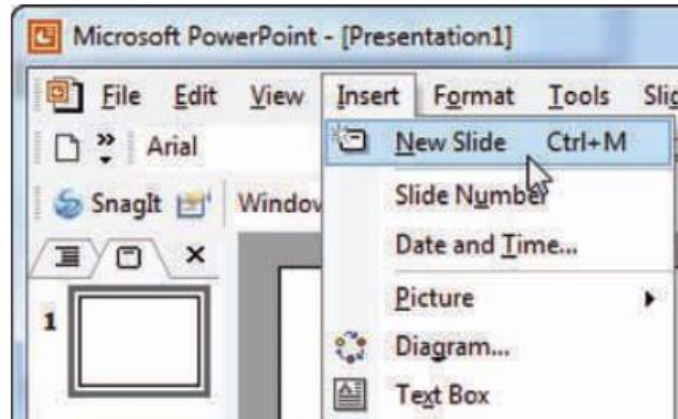 Microsoft PowerPoint - [Presentation1]
File Edit View Insert Format Tools
Arial
New Slide Ctrl+M
SnagIt
Slide Number
Date and Time...
1
Picture
Diagram...
Text Box